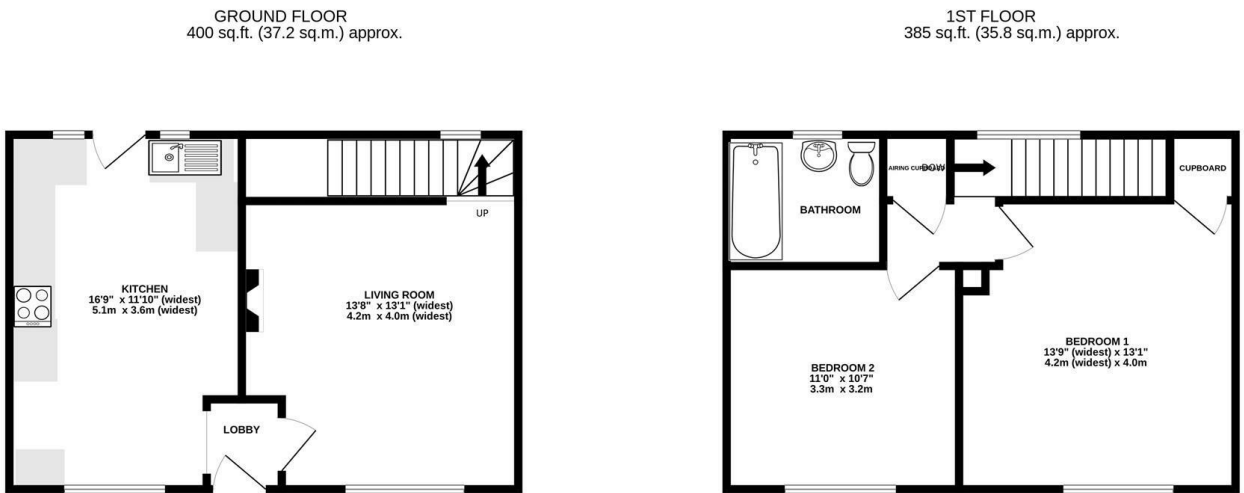 GROUND FLOOR
400 sq.ft. (37.2 sq.m.) approx.
1ST FLOOR
385 sq.ft. (35.8 sq.m.) approx.
UP
KITCHEN
16'9" x 11'10" (widest)
5.1m x 3.6m (widest)
LIVING ROOM
13'8" x 13'1" (widest)
4.2m x 4.0m (widest)
LOBBY
AIRING CUPBOARD
CUPBOARD
BATHROOM
BEDROOM 1
13'9" (widest) x 13'1"
4.2m (widest) x 4.0m
BEDROOM 2
11'0" x 10'7"
3.3m x 3.2m